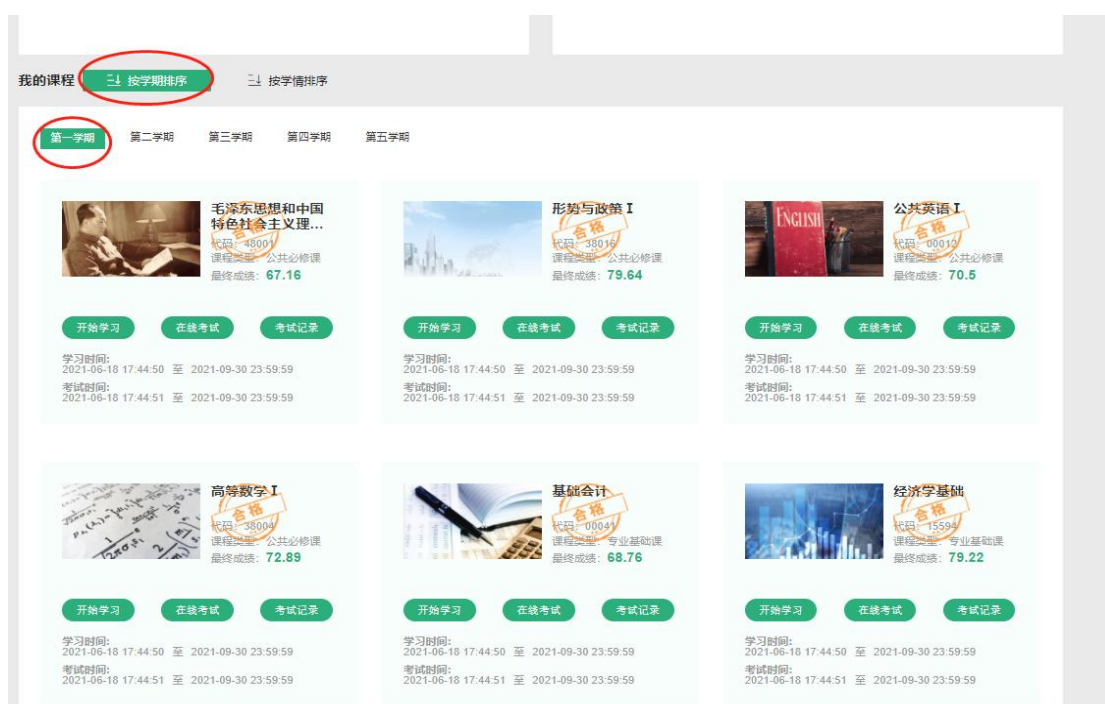 我的课程 按学期排序 按学情排序
第一学期 第二学期 第三学期 第四学期 第五学期
毛泽东思想和中国
特色社会主义理...
合格
代码: 48001
课程类型: 公共必修课
最终成绩: 67.16
开始学习 在线考试 考试记录
学习时间:
2021-06-18 17:44:50 至 2021-09-30 23:59:59
考试时间:
2021-06-18 17:44:51 至 2021-09-30 23:59:59
形势与政策 I
合格
代码: 38016
课程类型: 公共必修课
最终成绩: 79.64
开始学习 在线考试 考试记录
学习时间:
2021-06-18 17:44:50 至 2021-09-30 23:59:59
考试时间:
2021-06-18 17:44:51 至 2021-09-30 23:59:59
ENGLISH
公共英语 I
合格
代码: 00012
课程类型: 公共必修课
最终成绩: 70.5
开始学习 在线考试 考试记录
学习时间:
2021-06-18 17:44:50 至 2021-09-30 23:59:59
考试时间:
2021-06-18 17:44:51 至 2021-09-30 23:59:59
高等数学 I
合格
代码: 38004
课程类型: 公共必修课
最终成绩: 72.89
开始学习 在线考试 考试记录
学习时间:
2021-06-18 17:44:50 至 2021-09-30 23:59:59
考试时间:
2021-06-18 17:44:51 至 2021-09-30 23:59:59
基础会计
合格
代码: 00041
课程类型: 专业基础课
最终成绩: 68.76
开始学习 在线考试 考试记录
学习时间:
2021-06-18 17:44:50 至 2021-09-30 23:59:59
考试时间:
2021-06-18 17:44:51 至 2021-09-30 23:59:59
经济学基础
合格
代码: 15594
课程类型: 专业基础课
最终成绩: 79.22
开始学习 在线考试 考试记录
学习时间:
2021-06-18 17:44:50 至 2021-09-30 23:59:59
考试时间:
2021-06-18 17:44:51 至 2021-09-30 23:59:59